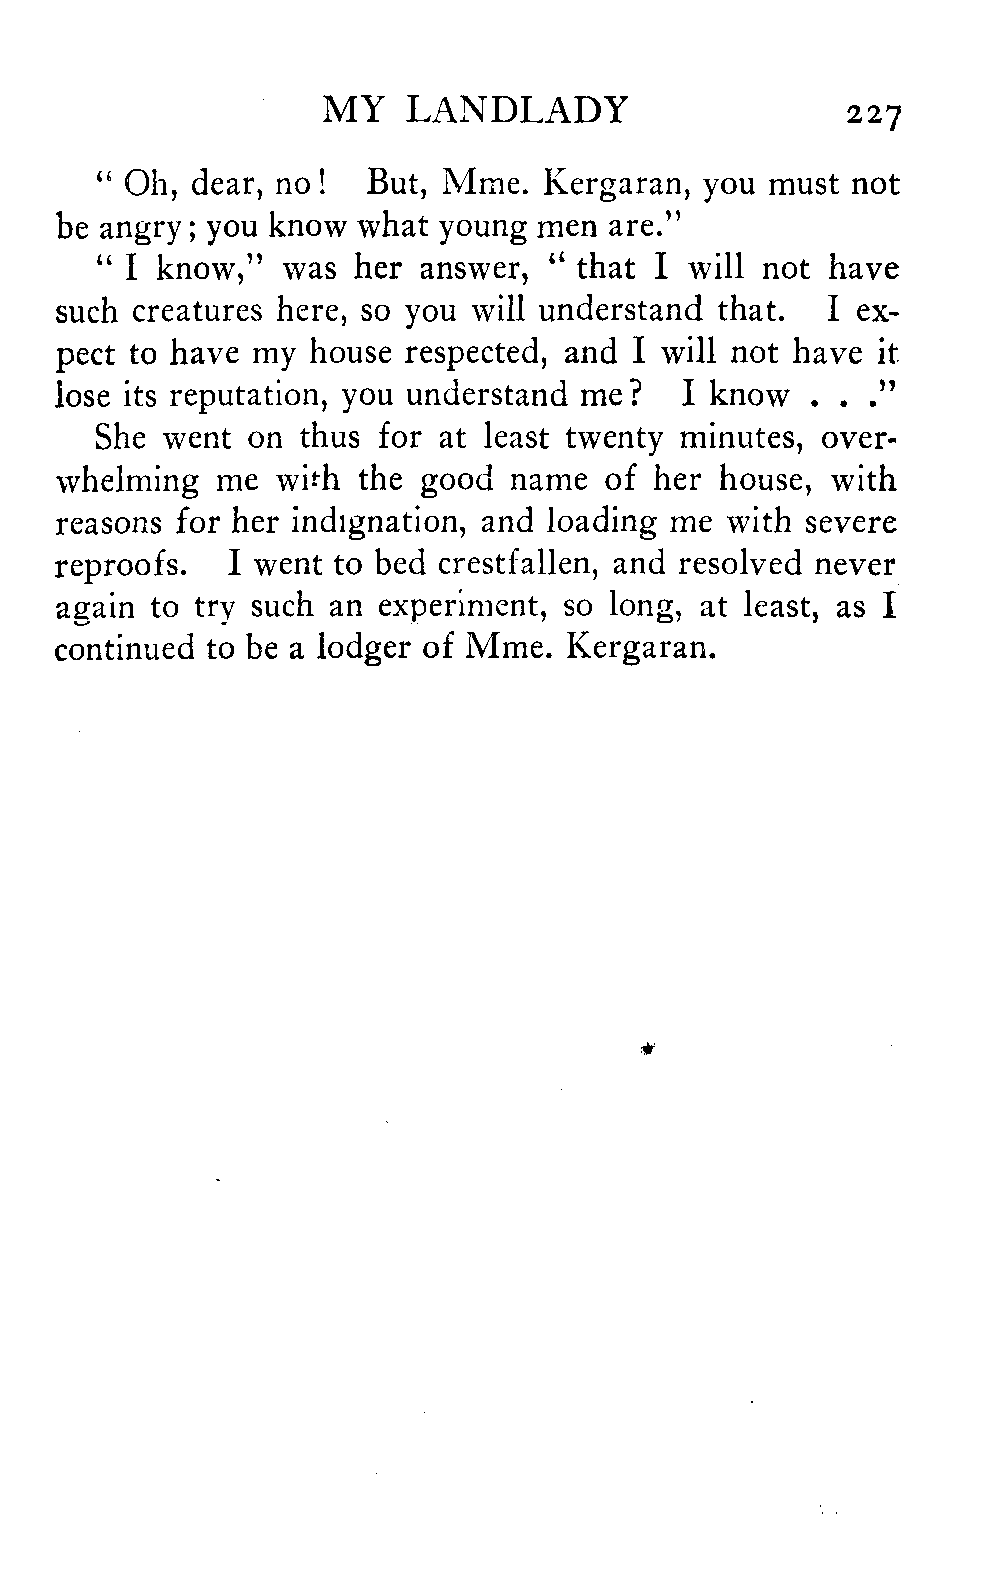 MY LANDLADY 227
" Oh, dear, no! But, Mme. Kergaran, you must not
be angry; you know what young men are."
" I know," was her answer, " that I will not have
such creatures here, so you will understand that. I ex-
pect to have my house respected, and I will not have it
lose its reputation, you understand me? I know . . ."
She went on thus for at least twenty minutes, over-
whelming me with the good name of her house, with
reasons for her indignation, and loading me with severe
reproofs. I went to bed crestfallen, and resolved never
again to try such an experiment, so long, at least, as I
continued to be a lodger of Mme. Kergaran.